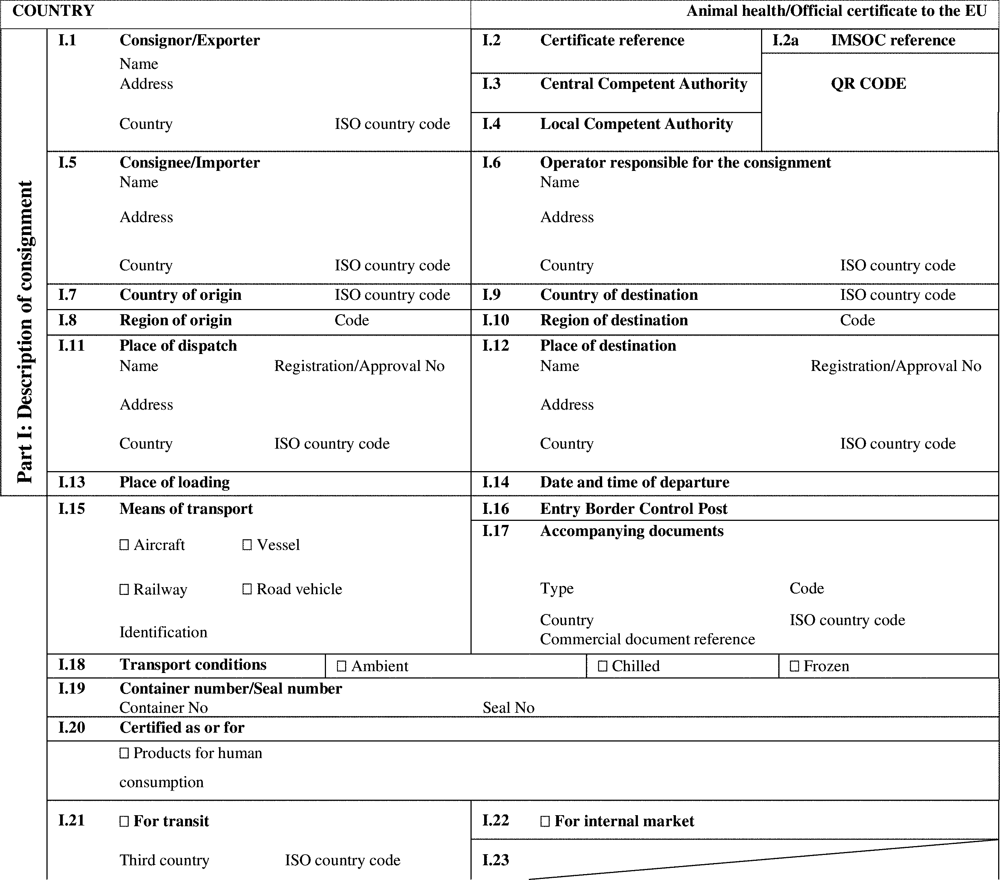 COUNTRY
Animal health/Official certificate to the EU
Part I: Description of consignment
I.1 Consignor/Exporter
Name
Address
Country ISO country code
I.2 Certificate reference
I.2a IMSOC reference
QR CODE
I.3 Central Competent Authority
I.4 Local Competent Authority
I.5 Consignee/Importer
Name
Address
Country ISO country code
I.6 Operator responsible for the consignment
Name
Address
Country ISO country code
I.7 Country of origin ISO country code
I.9 Country of destination ISO country code
I.8 Region of origin Code
I.10 Region of destination Code
I.11 Place of dispatch
Name Registration/Approval No
Address
Country ISO country code
I.12 Place of destination
Name Registration/Approval No
Address
Country ISO country code
I.13 Place of loading
I.14 Date and time of departure
I.15 Means of transport
☐ Aircraft ☐ Vessel
☐ Railway ☐ Road vehicle
Identification
I.16 Entry Border Control Post
I.17 Accompanying documents
Type Code
Country ISO country code
Commercial document reference
I.18 Transport conditions ☐ Ambient ☐ Chilled ☐ Frozen
I.19 Container number/Seal number
Container No Seal No
I.20 Certified as or for
☐ Products for human
consumption
I.21 ☐ For transit
Third country ISO country code
I.22 ☐ For internal market
I.23